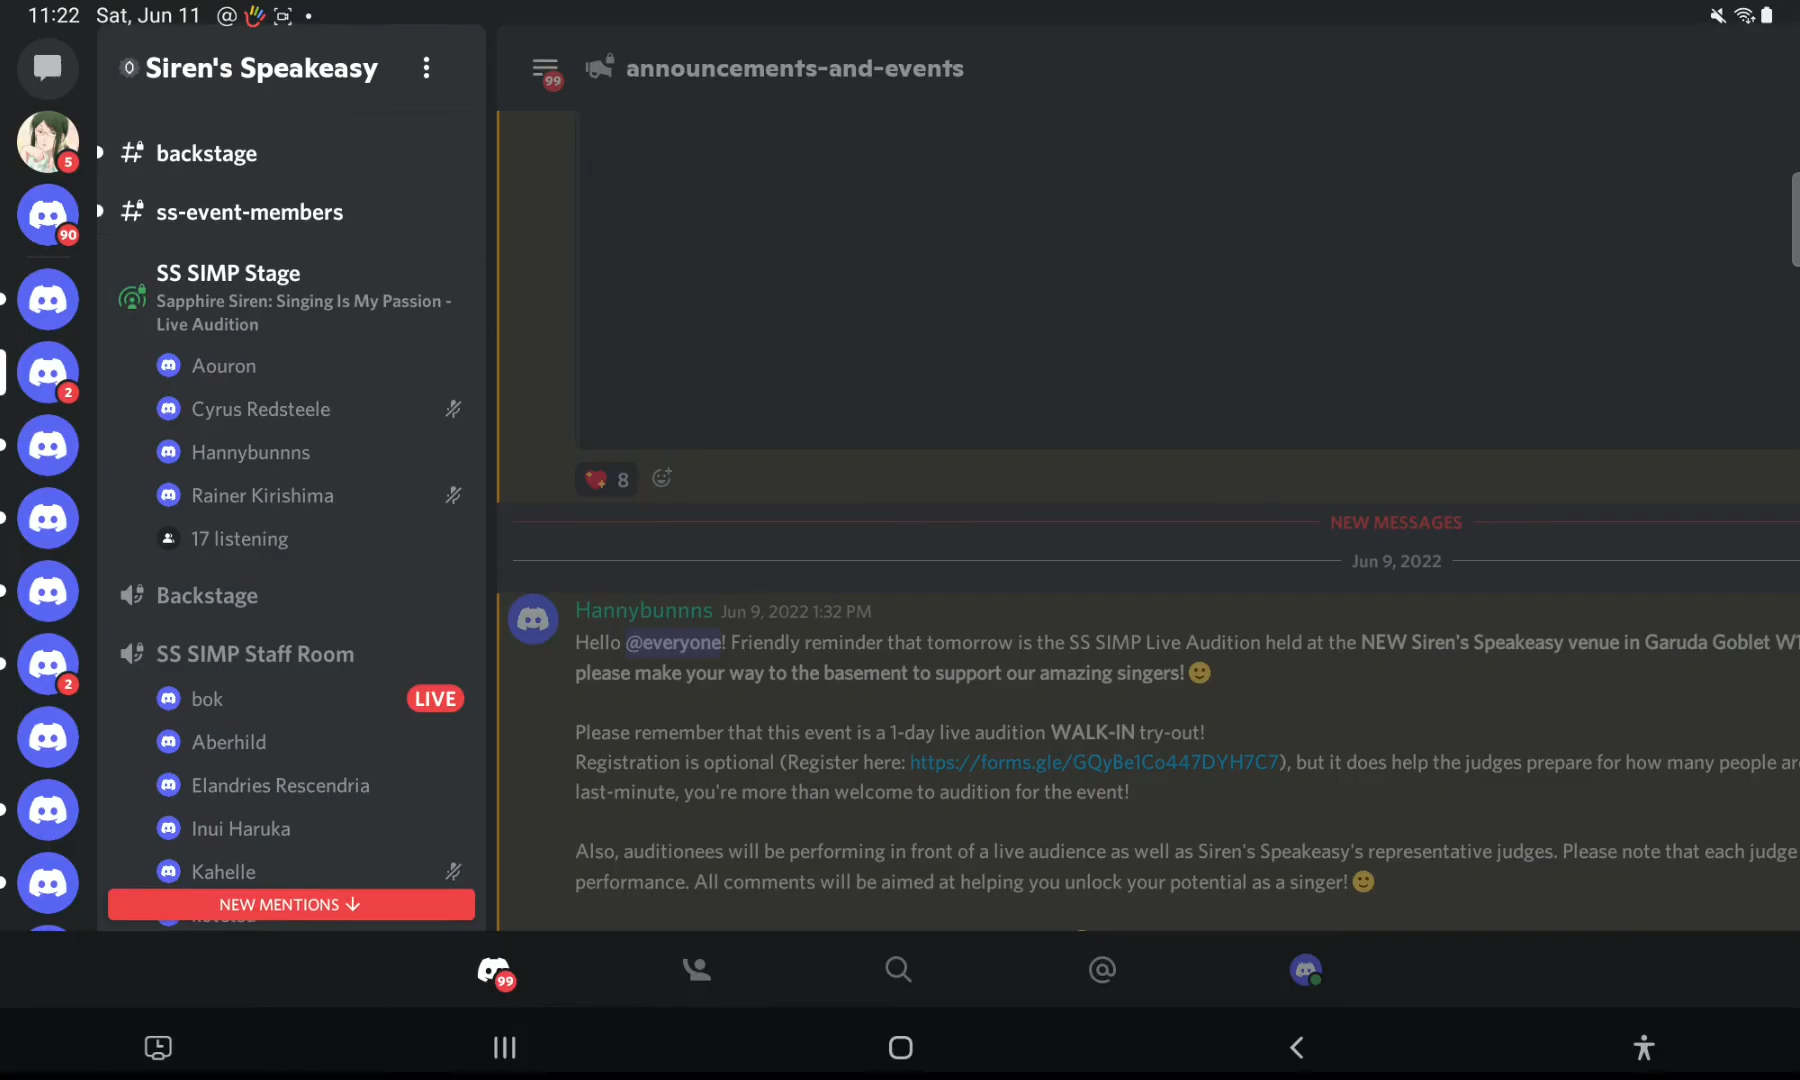 11:22 Sat, Jun 11
Siren's Speakeasy
backstage
ss-event-members
SS SIMP Stage
Sapphire Siren: Singing Is My Passion -
Live Audition
Aouron
Cyrus Redsteele
Hannybunnns
Rainer Kirishima
17 listening
Backstage
SS SIMP Staff Room
bok LIVE
Aberhild
Elandries Rescendria
Inui Haruka
Kahelle
NEW MENTIONS ↓
5
90
2
2
99
announcements-and-events
8
NEW MESSAGES
Jun 9, 2022
Hannybunnns Jun 9, 2022 1:32 PM
Hello @everyone! Friendly reminder that tomorrow is the SS SIMP Live Audition held at the NEW Siren's Speakeasy venue in Garuda Goblet W1
please make your way to the basement to support our amazing singers! 🙂
Please remember that this event is a 1-day live audition WALK-IN try-out!
Registration is optional (Register here: https://forms.gle/GQyBe1Co447DYH7C7), but it does help the judges prepare for how many people are
last-minute, you're more than welcome to audition for the event!
Also, auditionees will be performing in front of a live audience as well as Siren's Speakeasy's representative judges. Please note that each judge
performance. All comments will be aimed at helping you unlock your potential as a singer! 🙂
99